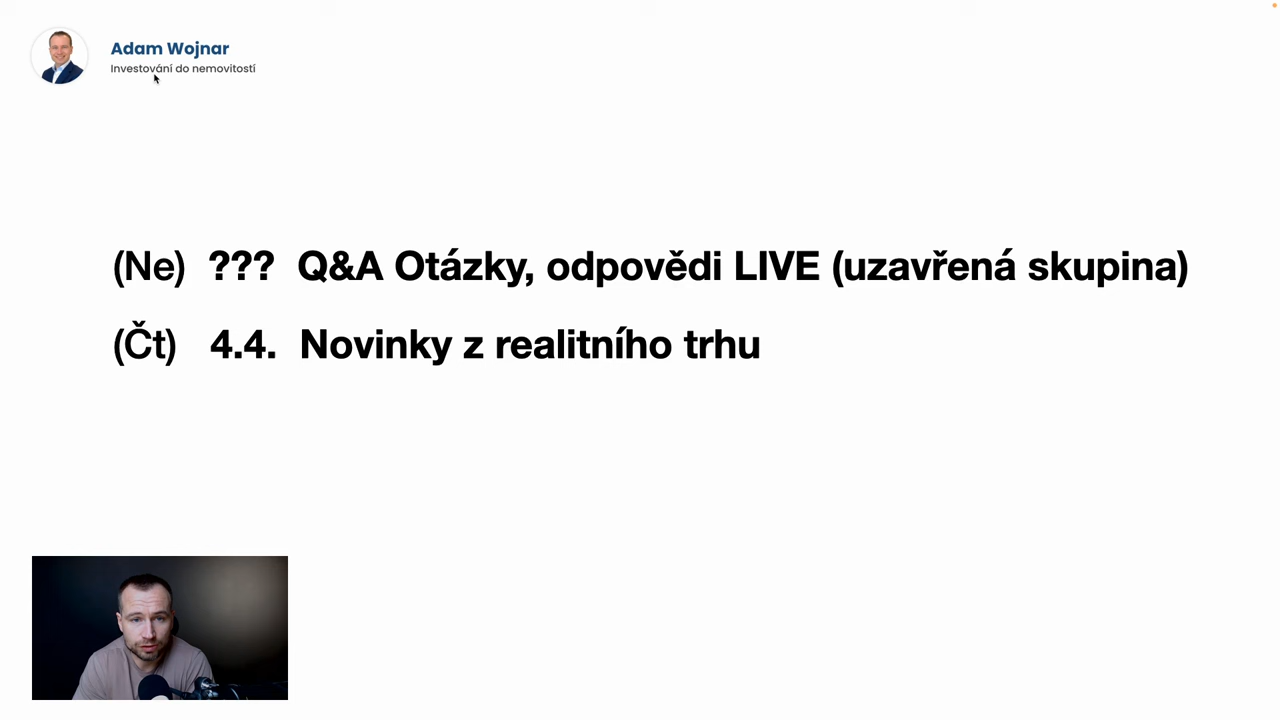 Adam Wojnar
Investování do nemovitostí
(Ne) ??? Q&A Otázky, odpovědi LIVE (uzavřená skupina)
(Čt) 4.4. Novinky z realitního trhu